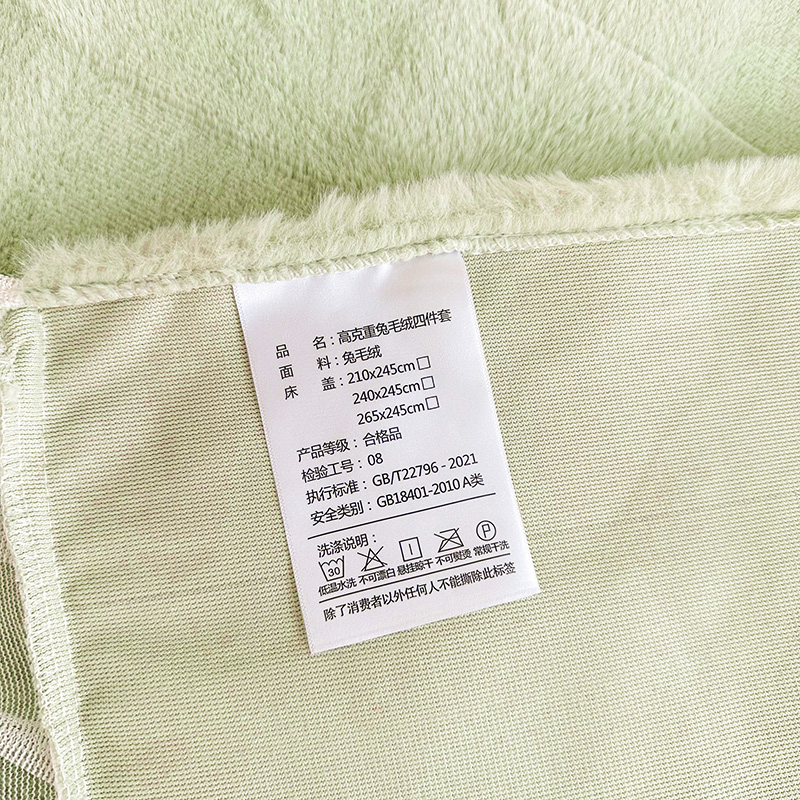 品 名：高克重兔毛绒四件套
面 料：兔毛绒
床 盖：210x245cm□
240x245cm□
265x245cm□
产品等级：合格品
检验工号：08
执行标准：GB/T22796-2021
安全类别：GB18401-2010 A类
洗涤说明：
30 P
低温水洗 不可漂白 悬挂晾干 不可熨烫 常规干洗
除了消费者以外任何人不能撕除此标签